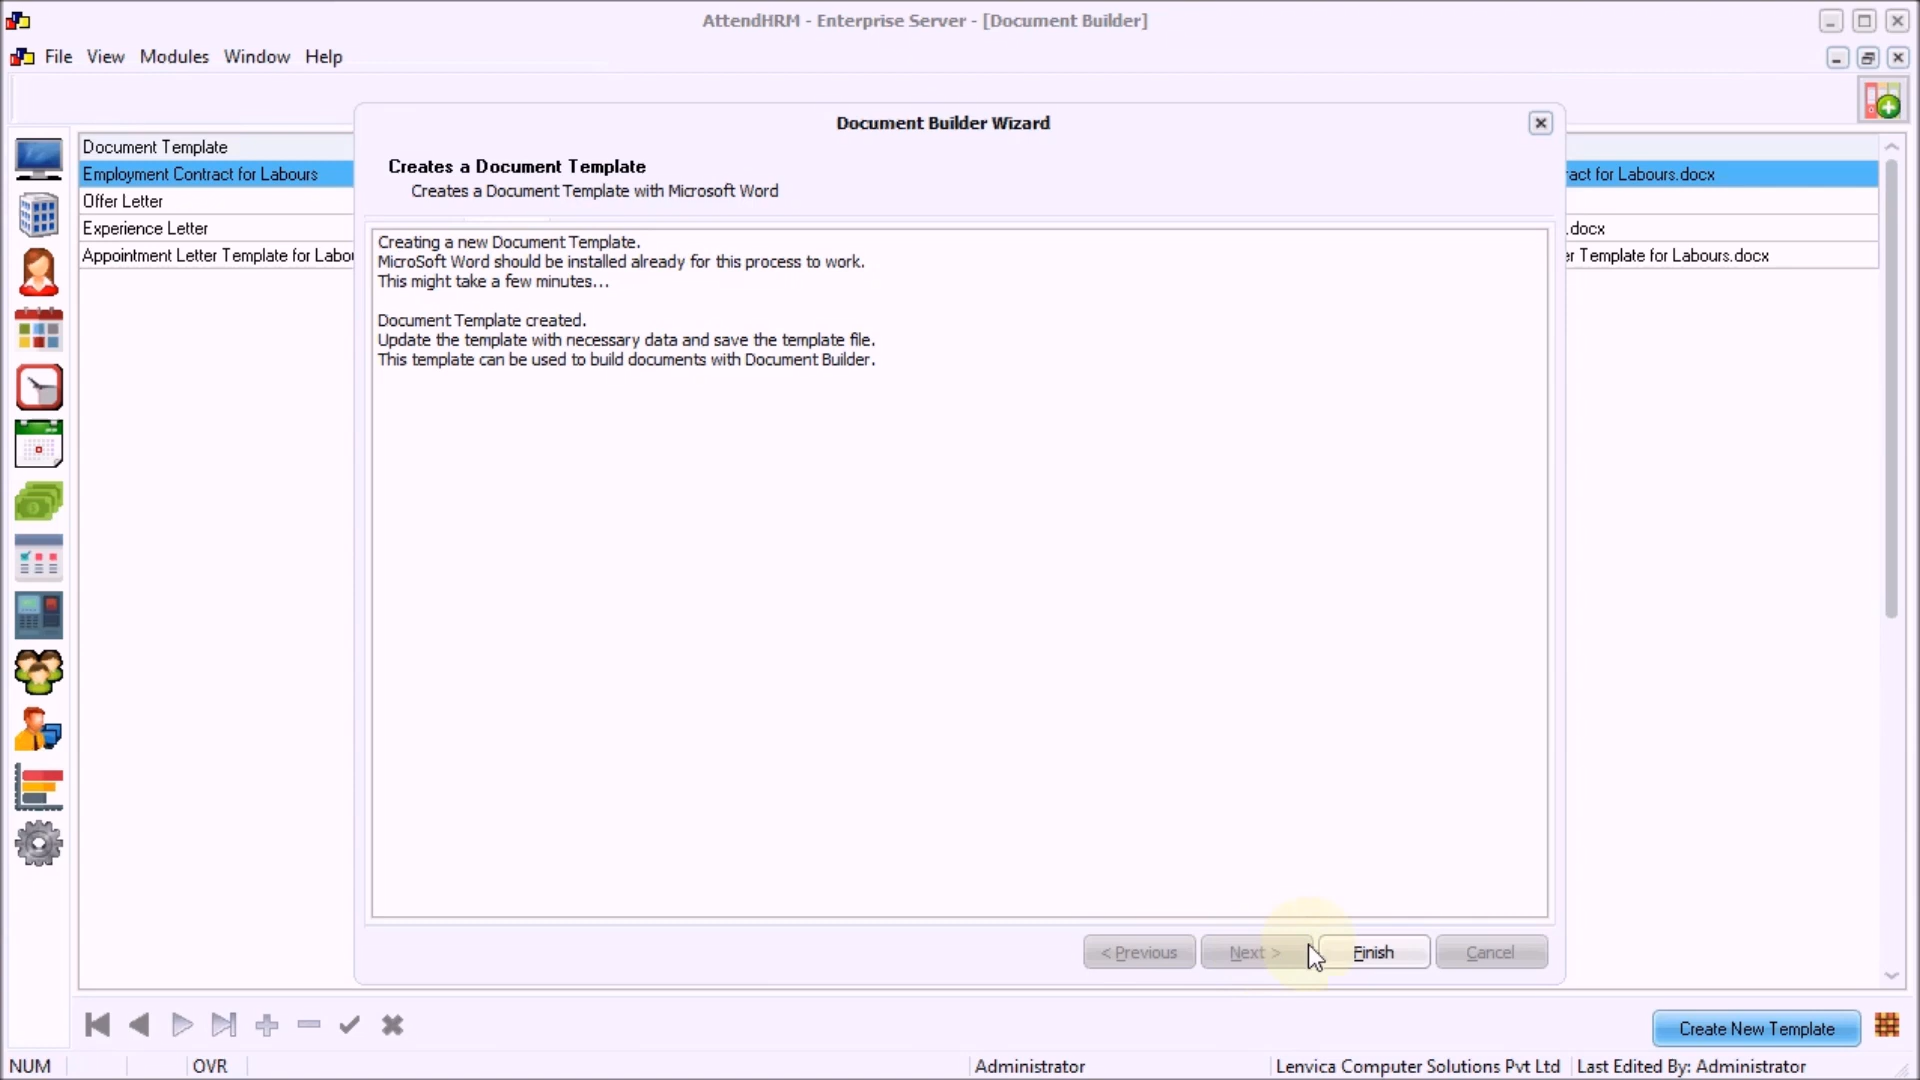 AttendHRM - Enterprise Server - [Document Builder]
File View Modules Window Help
Document Builder Wizard
Creates a Document Template
Creates a Document Template with Microsoft Word
Document Template
Employment Contract for Labours
Offer Letter
Experience Letter
Appointment Letter Template for Labou
Creating a new Document Template.
MicroSoft Word should be installed already for this process to work.
This might take a few minutes...
Document Template created.
Update the template with necessary data and save the template file.
This template can be used to build documents with Document Builder.
ract for Labours.docx
.docx
er Template for Labours.docx
< Previous Next > Finish Cancel
Create New Template
NUM OVR Administrator Lenvica Computer Solutions Pvt Ltd Last Edited By: Administrator